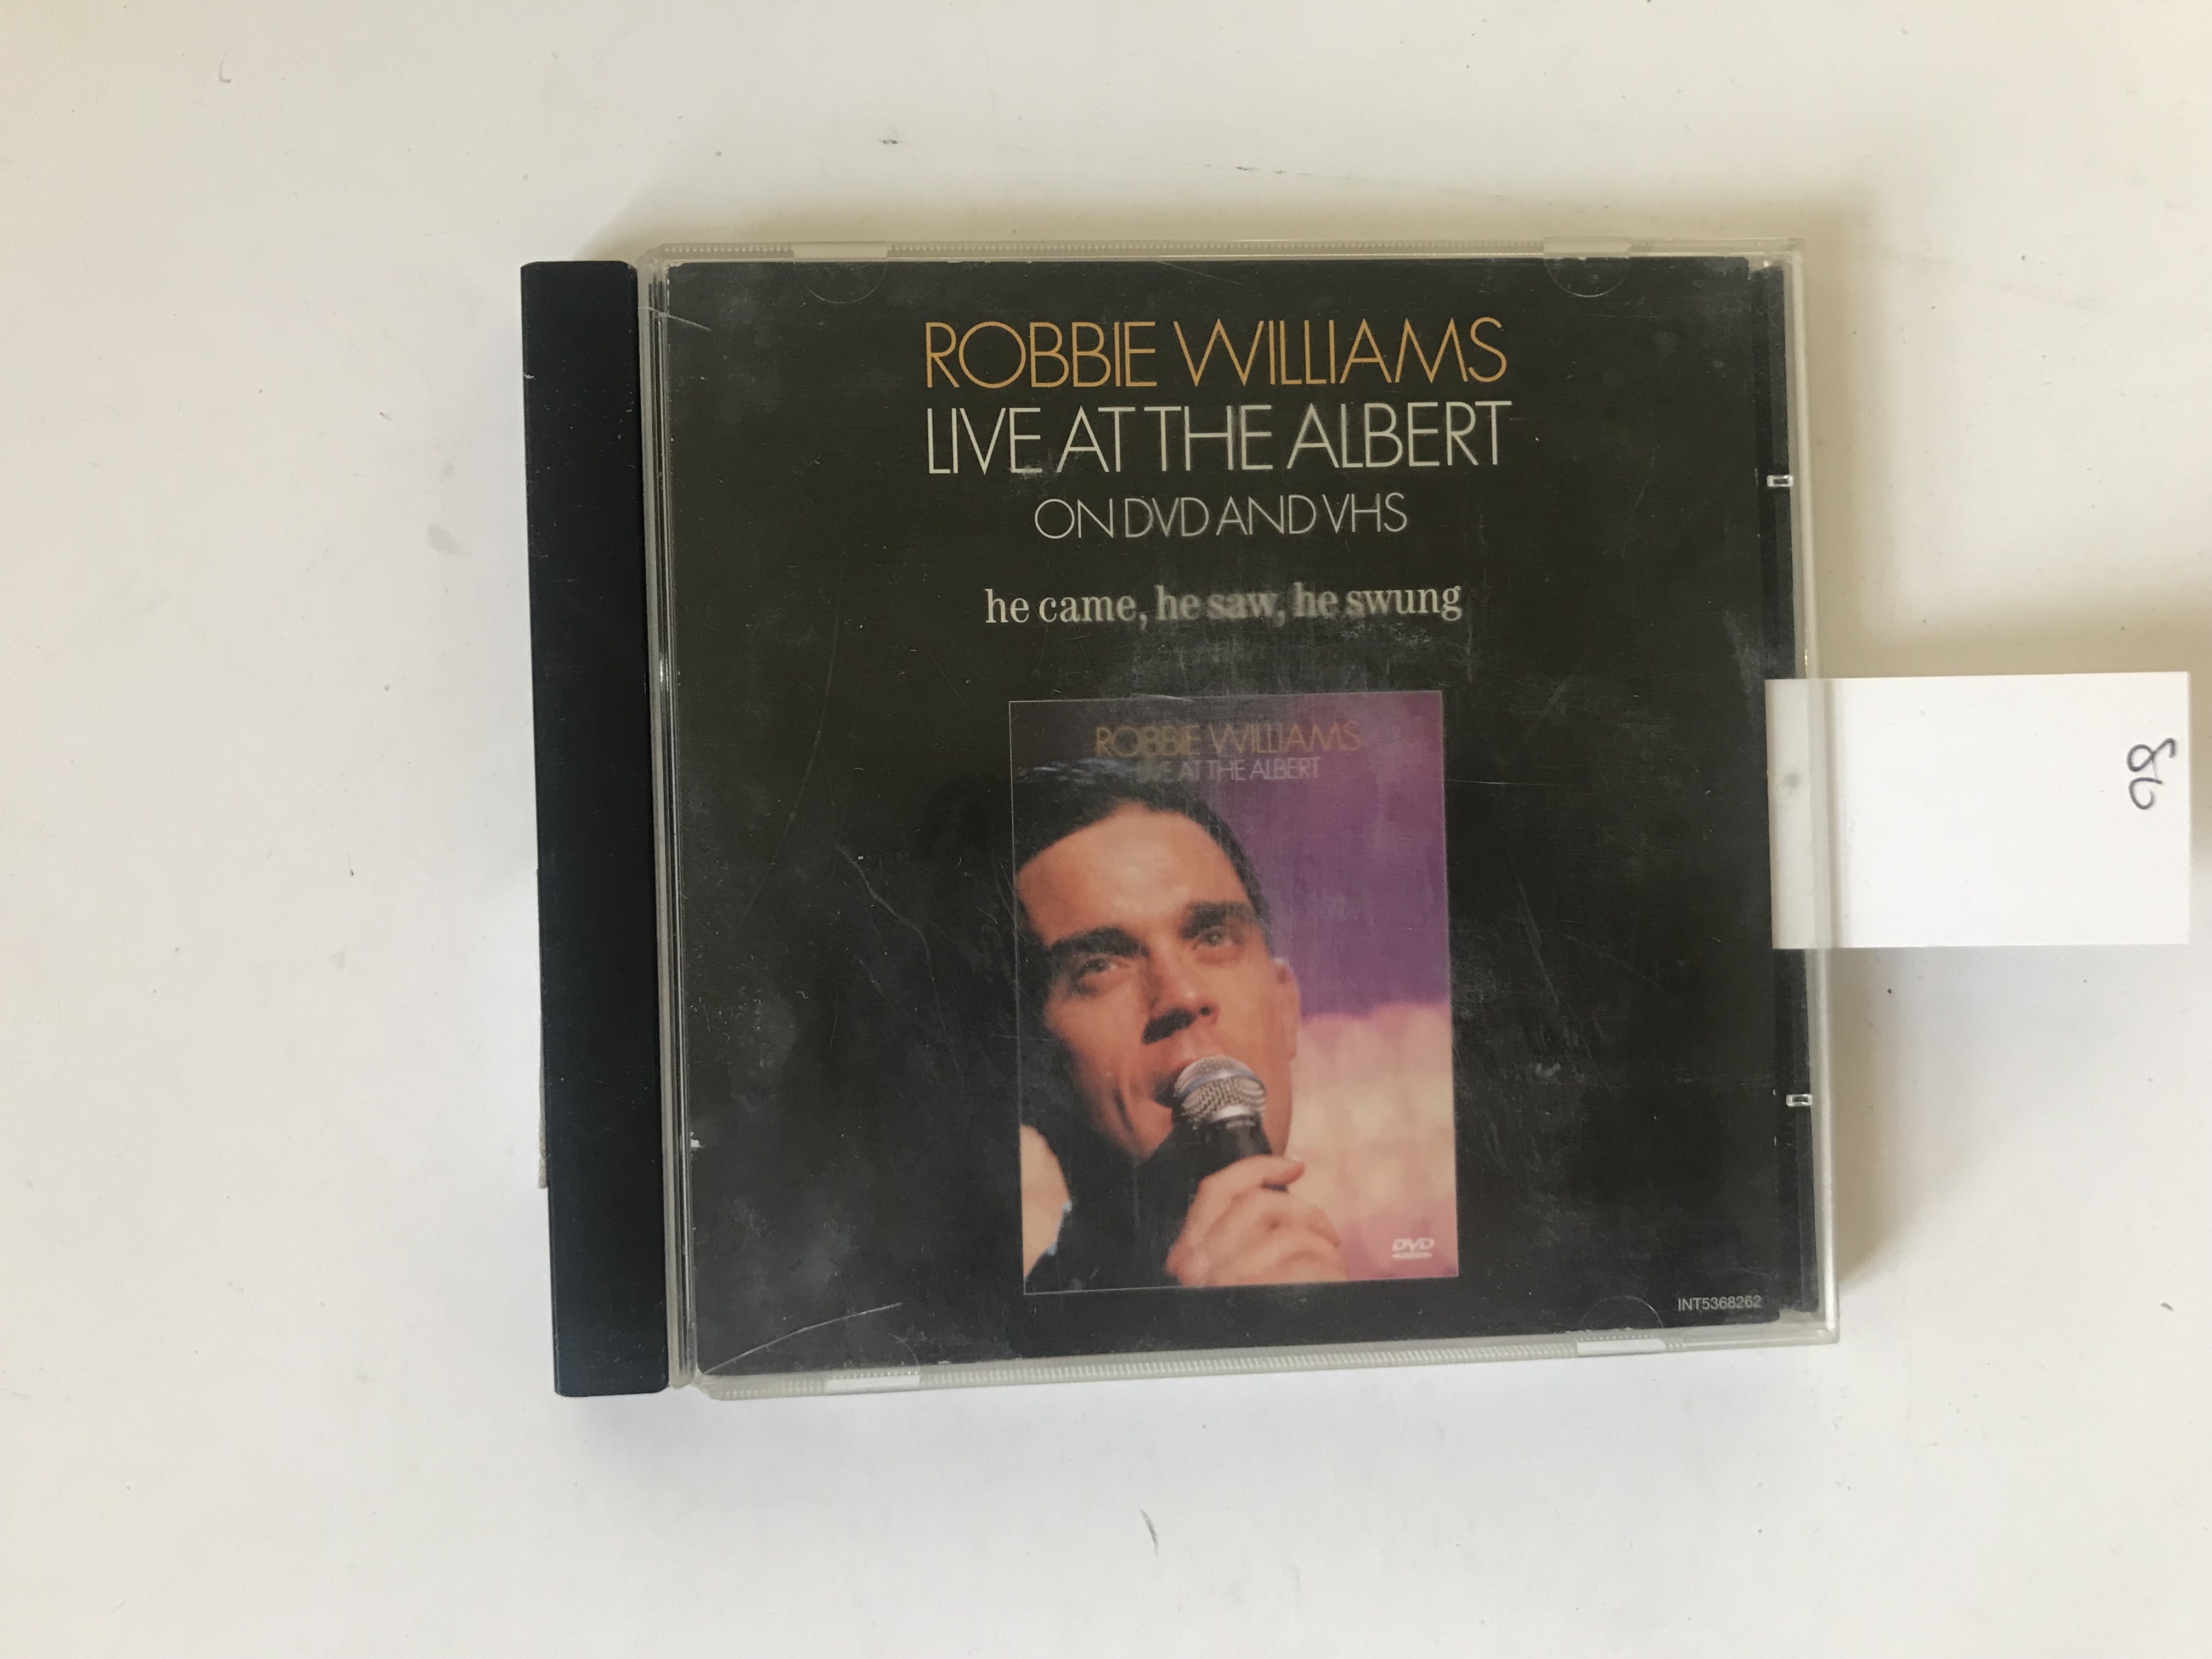 ROBBIE WILLIAMS
LIVE AT THE ALBERT
ON DVD AND VHS
he came, he saw, he swung
ROBBIE WILLIAMS
LIVE AT THE ALBERT
DVD
INT5368262